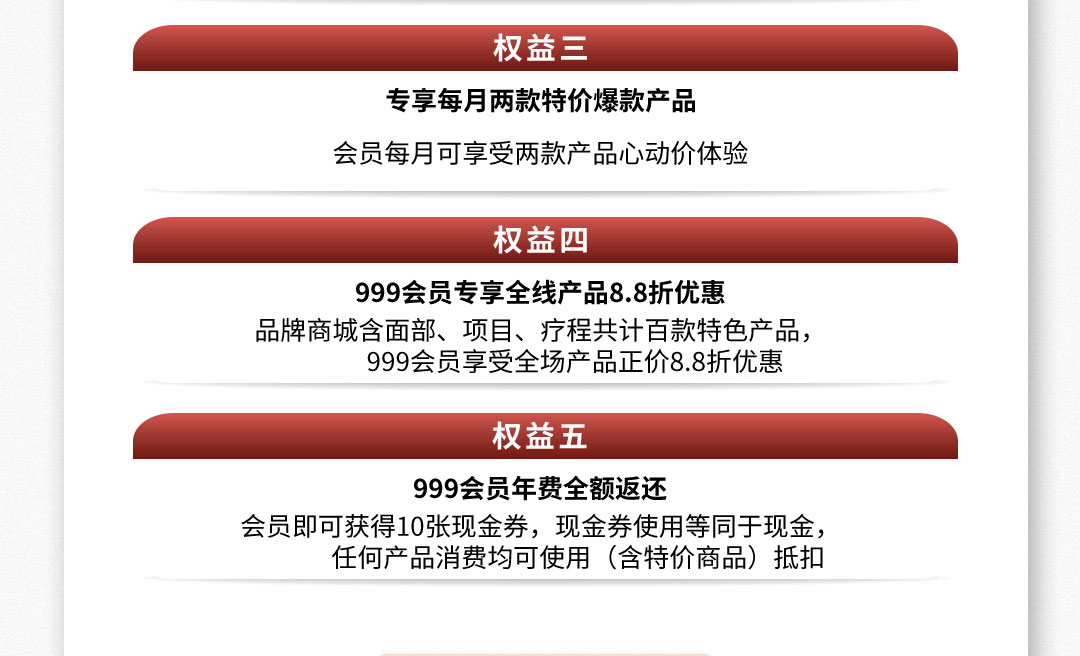 权益三
专享每月两款特价爆款产品
会员每月可享受两款产品心动价体验
权益四
999会员专享全线产品8.8折优惠
品牌商城含面部、项目、疗程共计百款特色产品，
999会员享受全场产品正价8.8折优惠
权益五
999会员年费全额返还
会员即可获得10张现金券，现金券使用等同于现金，
任何产品消费均可使用（含特价商品）抵扣